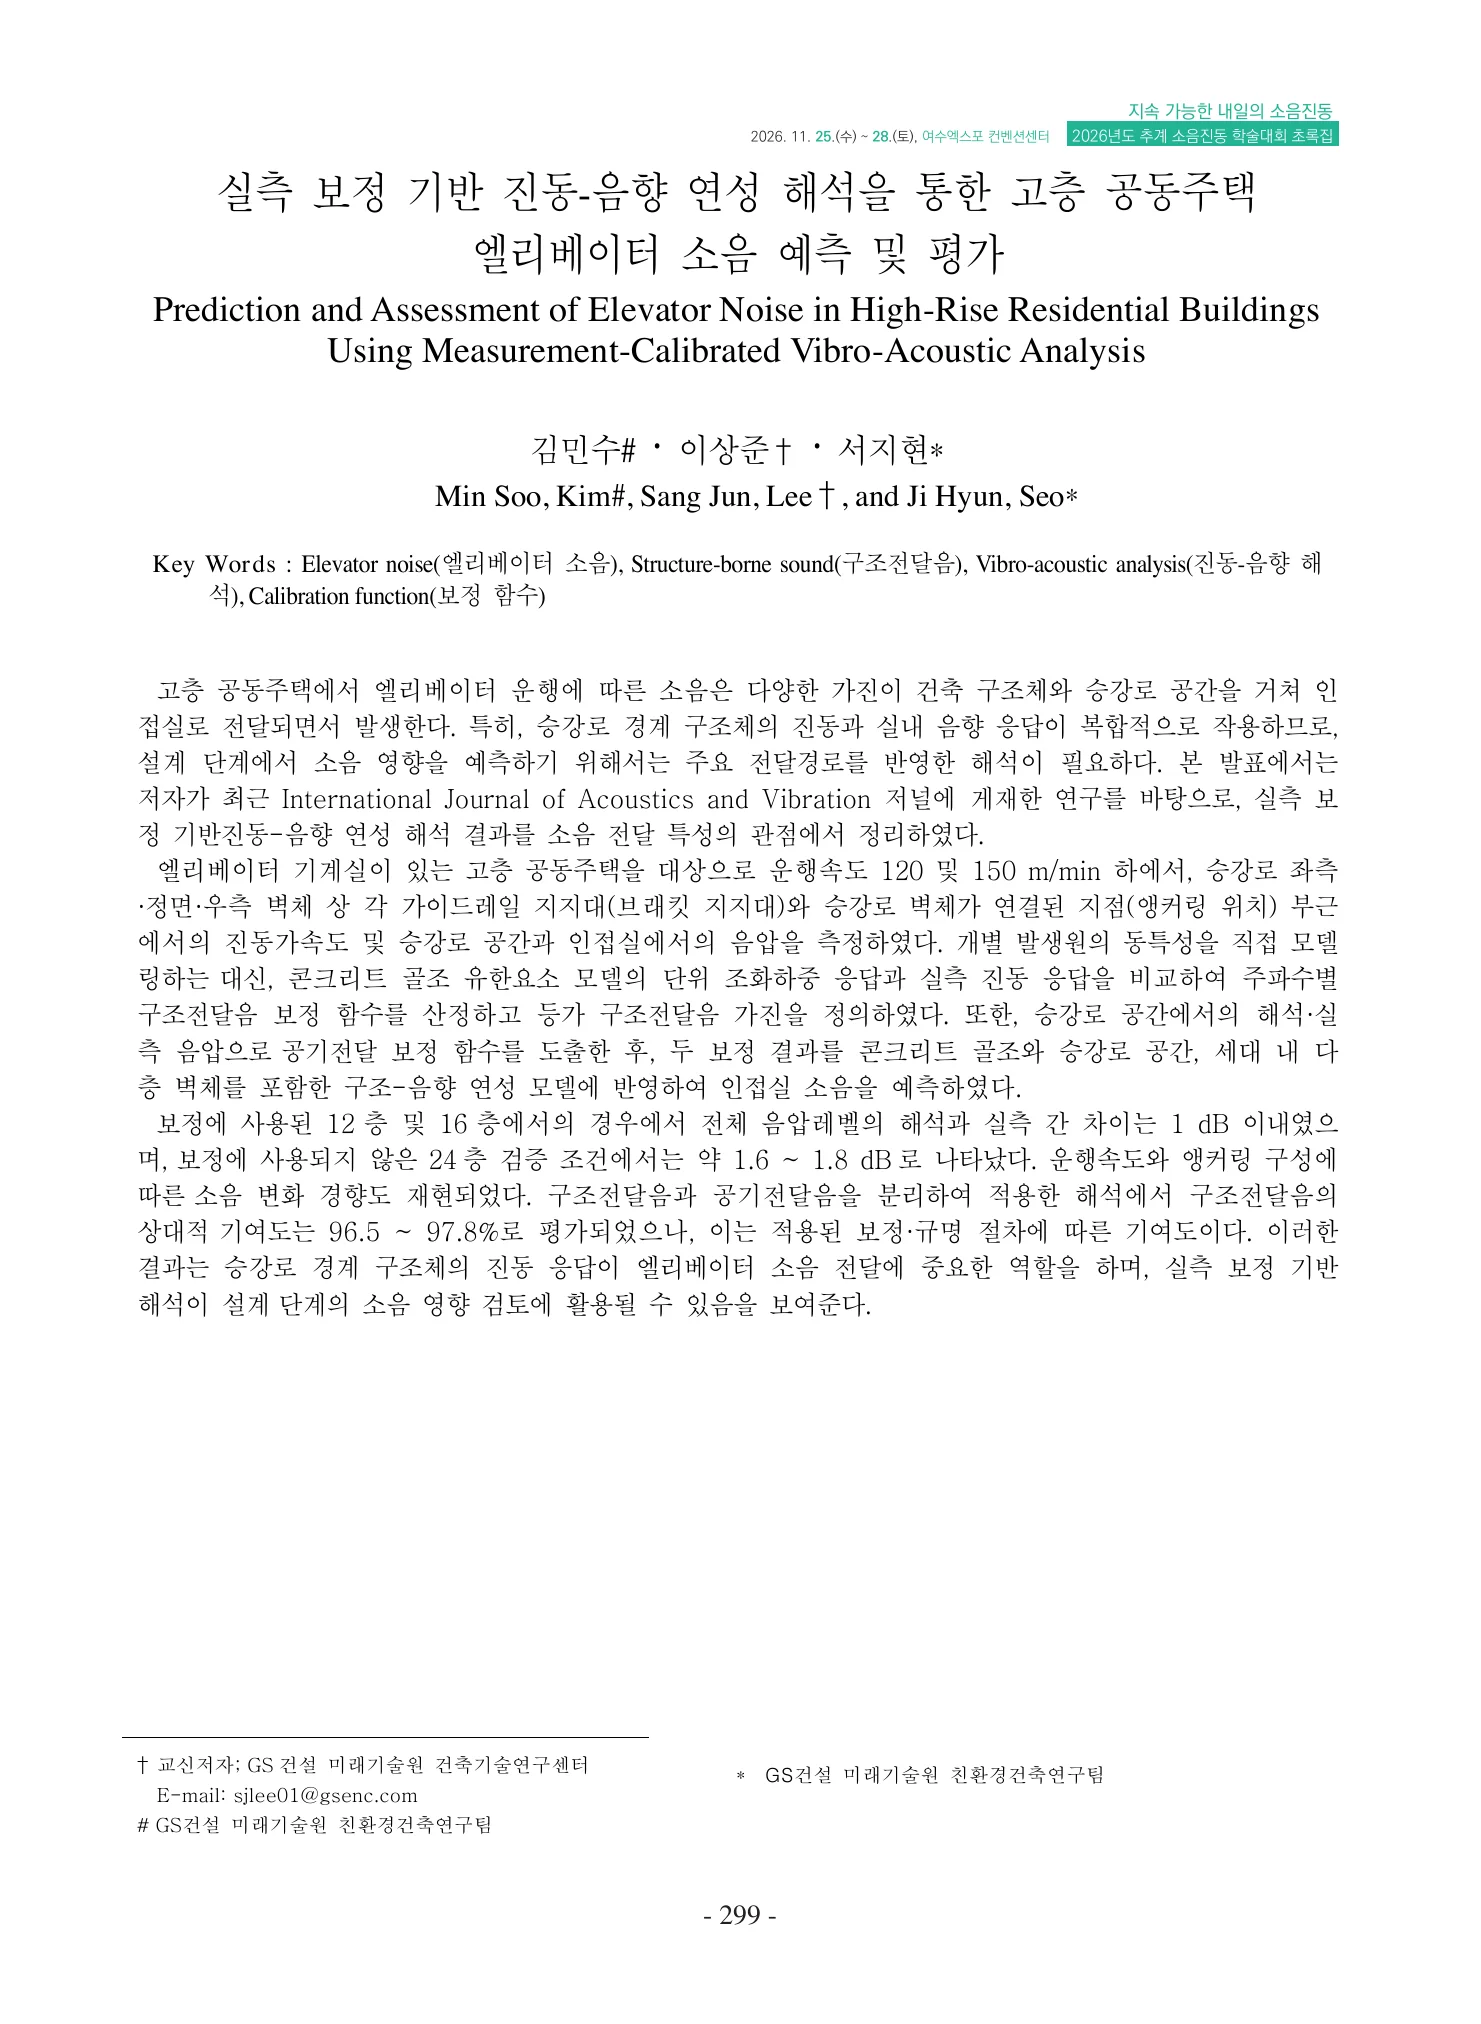 지속 가능한 내일의 소음진동
2026. 11. 25.(수) ~ 28.(토), 여수엑스포 컨벤션센터 2026년도 추계 소음진동 학술대회 초록집
실측 보정 기반 진동-음향 연성 해석을 통한 고층 공동주택
엘리베이터 소음 예측 및 평가
Prediction and Assessment of Elevator Noise in High-Rise Residential Buildings
Using Measurement-Calibrated Vibro-Acoustic Analysis
김민수# · 이상준† · 서지현*
Min Soo, Kim#, Sang Jun, Lee†, and Ji Hyun, Seo*
Key Words : Elevator noise(엘리베이터 소음), Structure-borne sound(구조전달음), Vibro-acoustic analysis(진동-음향 해
석), Calibration function(보정 함수)
고층 공동주택에서 엘리베이터 운행에 따른 소음은 다양한 가진이 건축 구조체와 승강로 공간을 거쳐 인
접실로 전달되면서 발생한다. 특히, 승강로 경계 구조체의 진동과 실내 음향 응답이 복합적으로 작용하므로,
설계 단계에서 소음 영향을 예측하기 위해서는 주요 전달경로를 반영한 해석이 필요하다. 본 발표에서는
저자가 최근 International Journal of Acoustics and Vibration 저널에 게재한 연구를 바탕으로, 실측 보
정 기반진동-음향 연성 해석 결과를 소음 전달 특성의 관점에서 정리하였다.
엘리베이터 기계실이 있는 고층 공동주택을 대상으로 운행속도 120 및 150 m/min 하에서, 승강로 좌측
·정면·우측 벽체 상 각 가이드레일 지지대(브래킷 지지대)와 승강로 벽체가 연결된 지점(앵커링 위치) 부근
에서의 진동가속도 및 승강로 공간과 인접실에서의 음압을 측정하였다. 개별 발생원의 동특성을 직접 모델
링하는 대신, 콘크리트 골조 유한요소 모델의 단위 조화하중 응답과 실측 진동 응답을 비교하여 주파수별
구조전달음 보정 함수를 산정하고 등가 구조전달음 가진을 정의하였다. 또한, 승강로 공간에서의 해석·실
측 음압으로 공기전달 보정 함수를 도출한 후, 두 보정 결과를 콘크리트 골조와 승강로 공간, 세대 내 다
층 벽체를 포함한 구조-음향 연성 모델에 반영하여 인접실 소음을 예측하였다.
보정에 사용된 12 층 및 16 층에서의 경우에서 전체 음압레벨의 해석과 실측 간 차이는 1 dB 이내였으
며, 보정에 사용되지 않은 24 층 검증 조건에서는 약 1.6 ~ 1.8 dB 로 나타났다. 운행속도와 앵커링 구성에
따른 소음 변화 경향도 재현되었다. 구조전달음과 공기전달음을 분리하여 적용한 해석에서 구조전달음의
상대적 기여도는 96.5 ~ 97.8%로 평가되었으나, 이는 적용된 보정·규명 절차에 따른 기여도이다. 이러한
결과는 승강로 경계 구조체의 진동 응답이 엘리베이터 소음 전달에 중요한 역할을 하며, 실측 보정 기반
해석이 설계 단계의 소음 영향 검토에 활용될 수 있음을 보여준다.
† 교신저자; GS 건설 미래기술원 건축기술연구센터
E-mail: sjlee01@gsenc.com
# GS건설 미래기술원 친환경건축연구팀
* GS건설 미래기술원 친환경건축연구팀
- 299 -